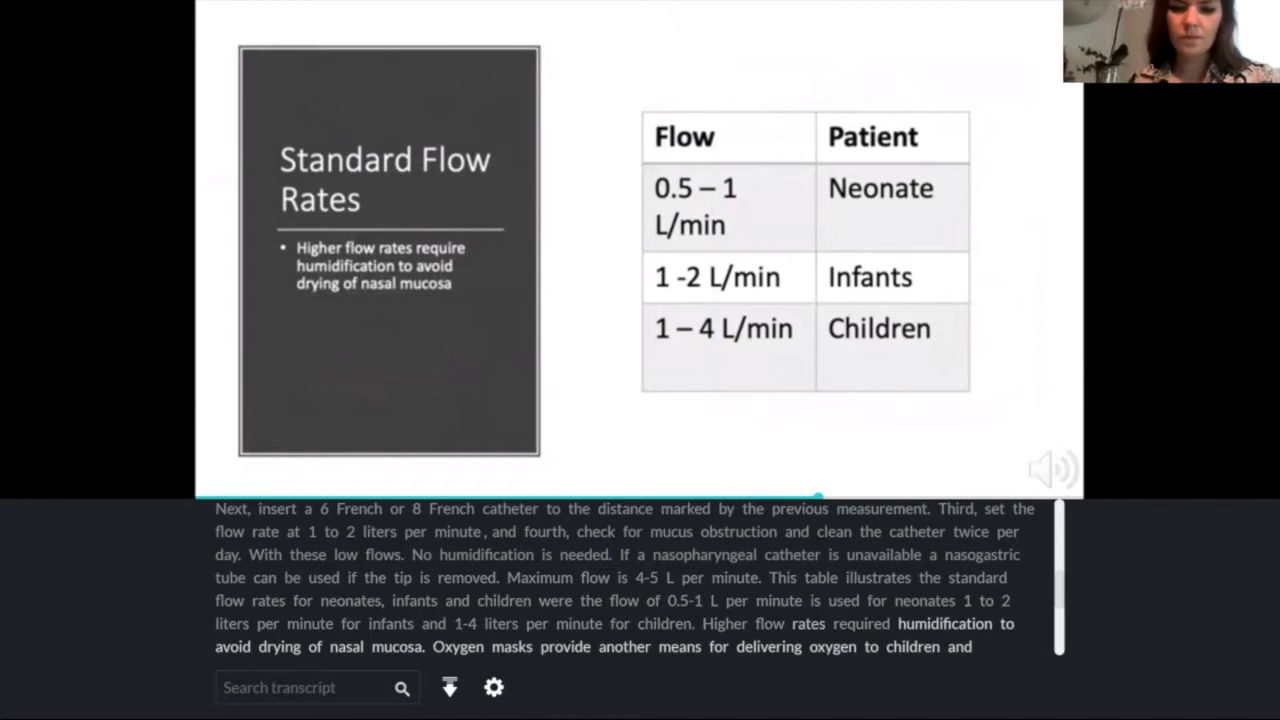 Standard Flow
Rates
• Higher flow rates require
humidification to avoid
drying of nasal mucosa
Flow Patient
0.5 – 1
L/min Neonate
1 -2 L/min Infants
1 – 4 L/min Children
Next, insert a 6 French or 8 French catheter to the distance marked by the previous measurement. Third, set the
flow rate at 1 to 2 liters per minute, and fourth, check for mucus obstruction and clean the catheter twice per
day. With these low flows. No humidification is needed. If a nasopharyngeal catheter is unavailable a nasogastric
tube can be used if the tip is removed. Maximum flow is 4-5 L per minute. This table illustrates the standard
flow rates for neonates, infants and children were the flow of 0.5-1 L per minute is used for neonates 1 to 2
liters per minute for infants and 1-4 liters per minute for children. Higher flow rates required humidification to
avoid drying of nasal mucosa. Oxygen masks provide another means for delivering oxygen to children and
Search transcript